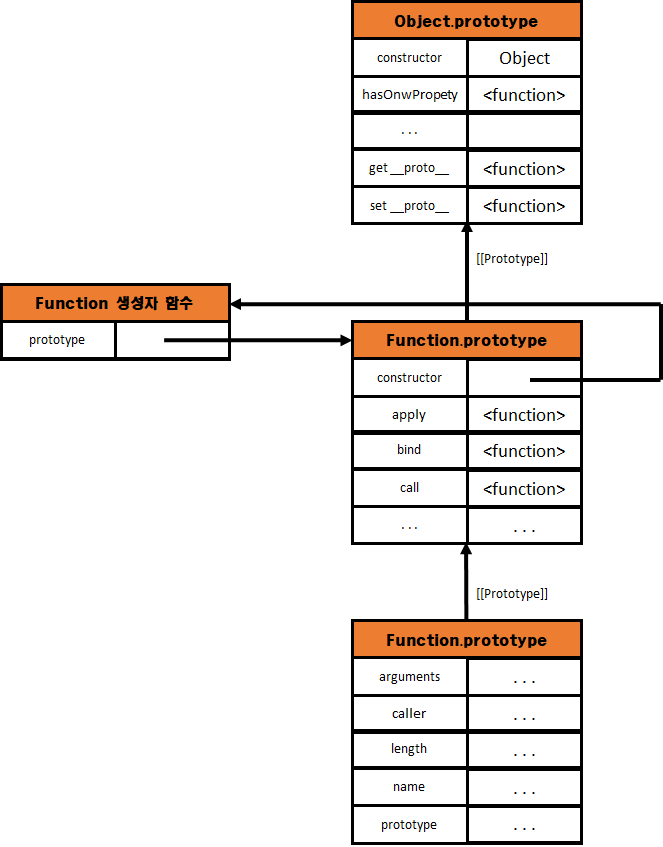 Object.prototype
constructor Object
hasOnwPropety <function>
...
get __proto__ <function>
set __proto__ <function>
[[Prototype]]
Function 생성자 함수
prototype
Function.prototype
constructor
apply <function>
bind <function>
call <function>
... ...
[[Prototype]]
Function.prototype
arguments ...
caller ...
length ...
name ...
prototype ...